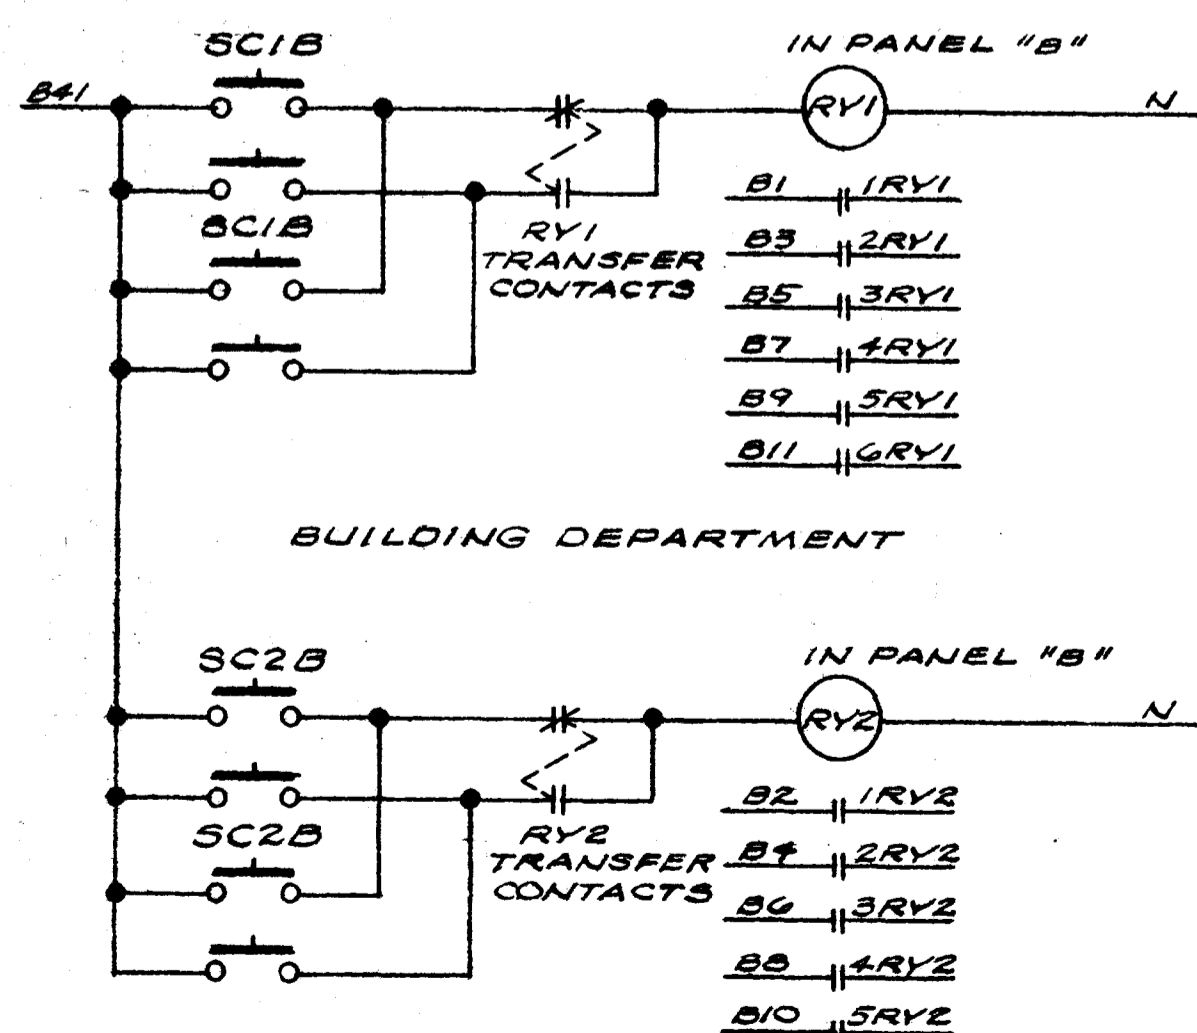 SC1B
IN PANEL "B"
B41
RY1
N
B1 1RY1
SC1B
RY1
B3 2RY1
TRANSFER
CONTACTS
B5 3RY1
B7 4RY1
B9 5RY1
B11 6RY1
BUILDING DEPARTMENT
SC2B
IN PANEL "B"
RY2
N
B2 1RY2
SC2B
RY2
B4 2RY2
TRANSFER
CONTACTS
B6 3RY2
B8 4RY2
B10 5RY2